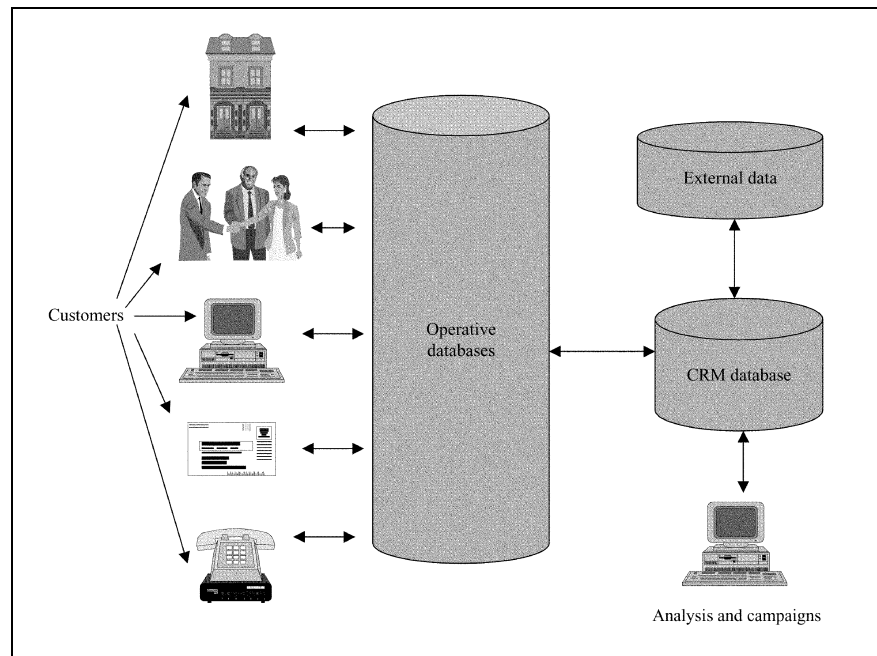 Customers
Operative
databases
External data
CRM database
Analysis and campaigns